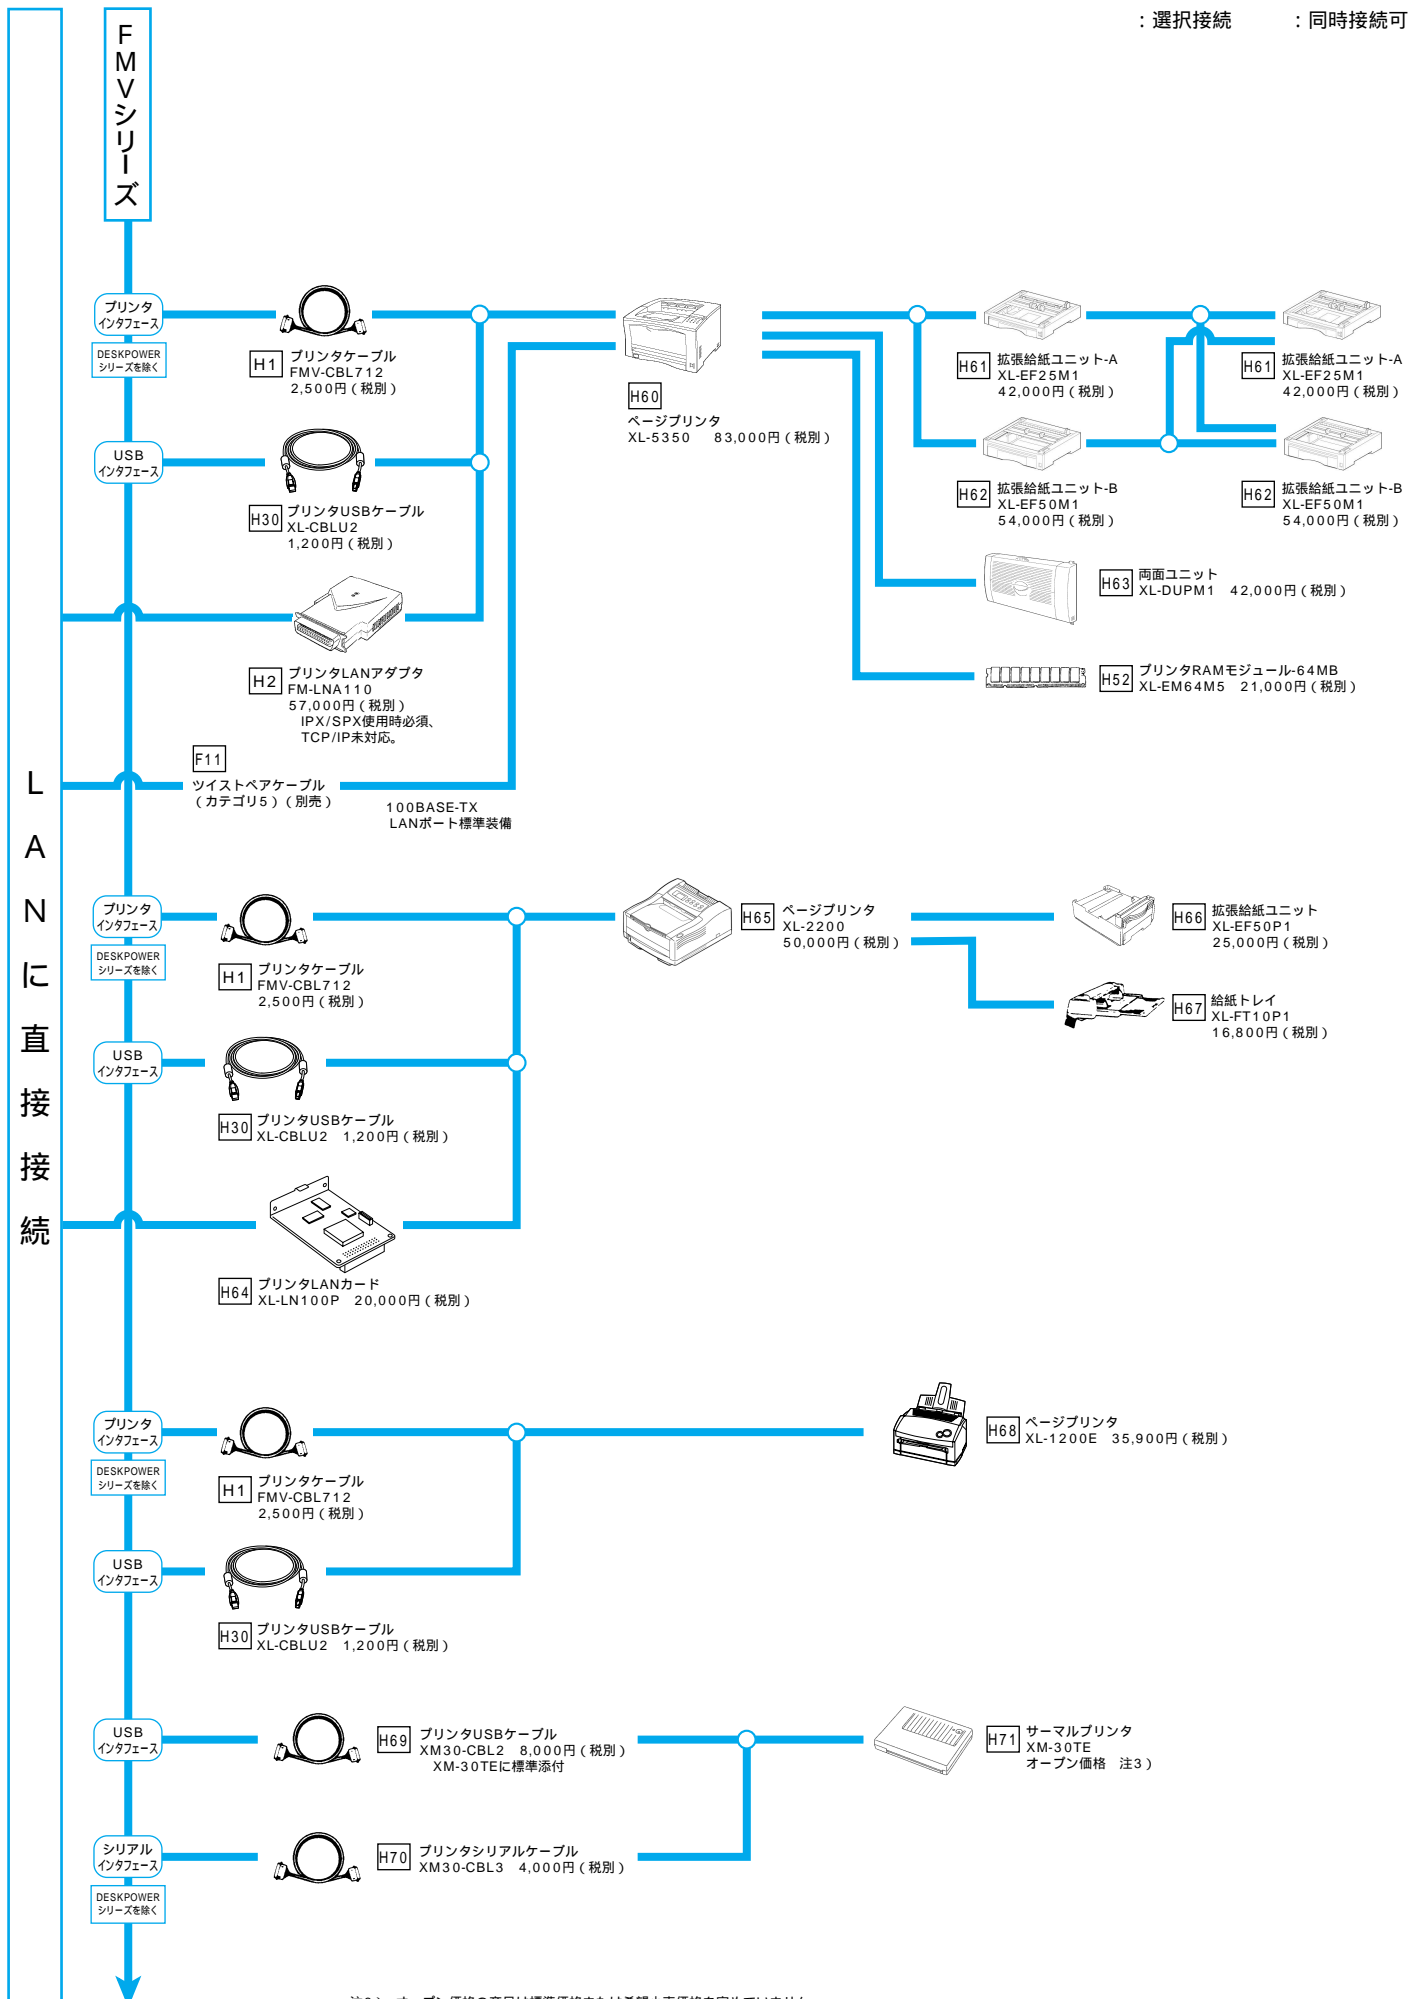 ：選択接続　　：同時接続可
FMVシリーズ
LANに直接接続
プリンタ
インタフェース
DESKPOWER
シリーズを除く
H1 プリンタケーブル
FMV-CBL712
2,500円（税別）
USB
インタフェース
H30 プリンタUSBケーブル
XL-CBLU2
1,200円（税別）
H2 プリンタLANアダプタ
FM-LNA110
57,000円（税別）
IPX/SPX使用時必須、
TCP/IP未対応。
F11
ツイストペアケーブル
（カテゴリ5）（別売）
100BASE-TX
LANポート標準装備
H60
ページプリンタ
XL-5350　83,000円（税別）
H61 拡張給紙ユニット-A
XL-EF25M1
42,000円（税別）
H61 拡張給紙ユニット-A
XL-EF25M1
42,000円（税別）
H62 拡張給紙ユニット-B
XL-EF50M1
54,000円（税別）
H62 拡張給紙ユニット-B
XL-EF50M1
54,000円（税別）
H63 両面ユニット
XL-DUPM1　42,000円（税別）
H52 プリンタRAMモジュール-64MB
XL-EM64M5　21,000円（税別）
プリンタ
インタフェース
DESKPOWER
シリーズを除く
H1 プリンタケーブル
FMV-CBL712
2,500円（税別）
USB
インタフェース
H30 プリンタUSBケーブル
XL-CBLU2　1,200円（税別）
H64 プリンタLANカード
XL-LN100P　20,000円（税別）
H65 ページプリンタ
XL-2200
50,000円（税別）
H66 拡張給紙ユニット
XL-EF50P1
25,000円（税別）
H67 給紙トレイ
XL-FT10P1
16,800円（税別）
プリンタ
インタフェース
DESKPOWER
シリーズを除く
H1 プリンタケーブル
FMV-CBL712
2,500円（税別）
USB
インタフェース
H30 プリンタUSBケーブル
XL-CBLU2　1,200円（税別）
H68 ページプリンタ
XL-1200E　35,900円（税別）
USB
インタフェース
H69 プリンタUSBケーブル
XM30-CBL2　8,000円（税別）
XM-30TEに標準添付
シリアル
インタフェース
DESKPOWER
シリーズを除く
H70 プリンタシリアルケーブル
XM30-CBL3　4,000円（税別）
H71 サーマルプリンタ
XM-30TE
オープン価格　注3）